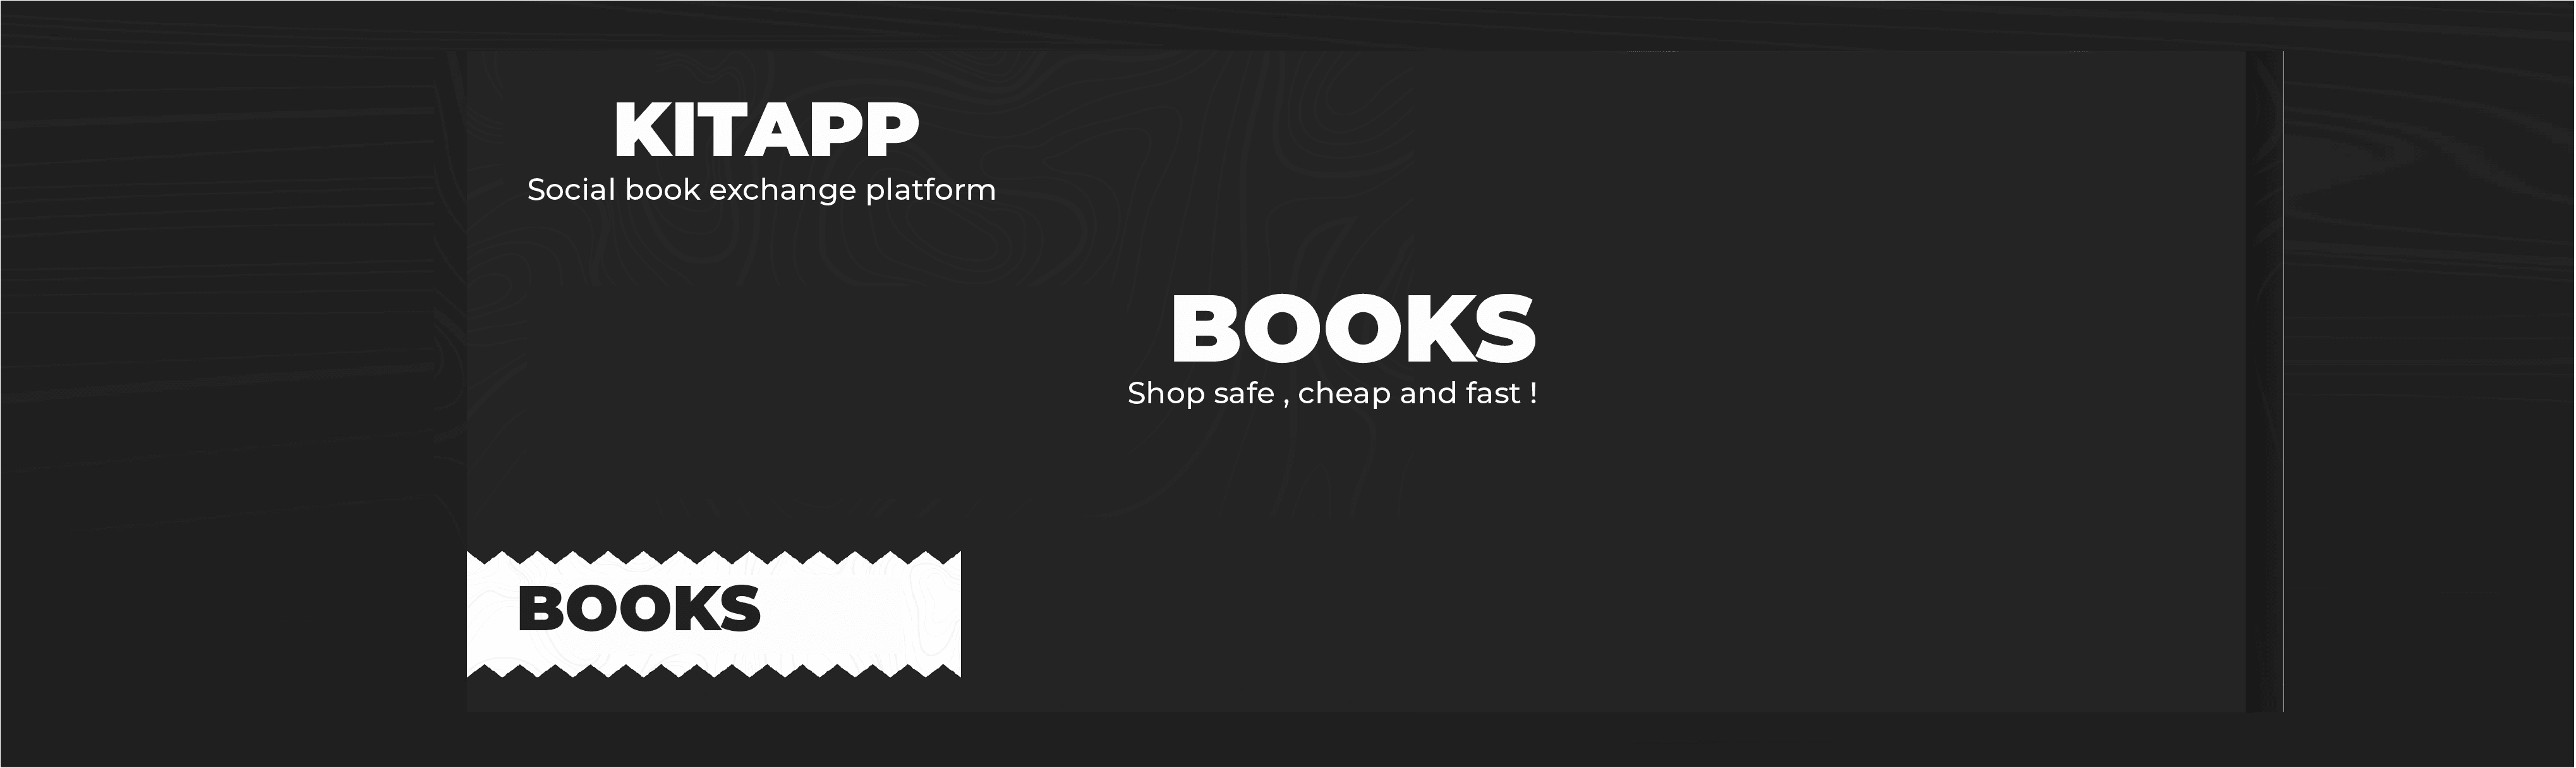 KITAPP
Social book exchange platform
BOOKS
Shop safe , cheap and fast !
BOOKS